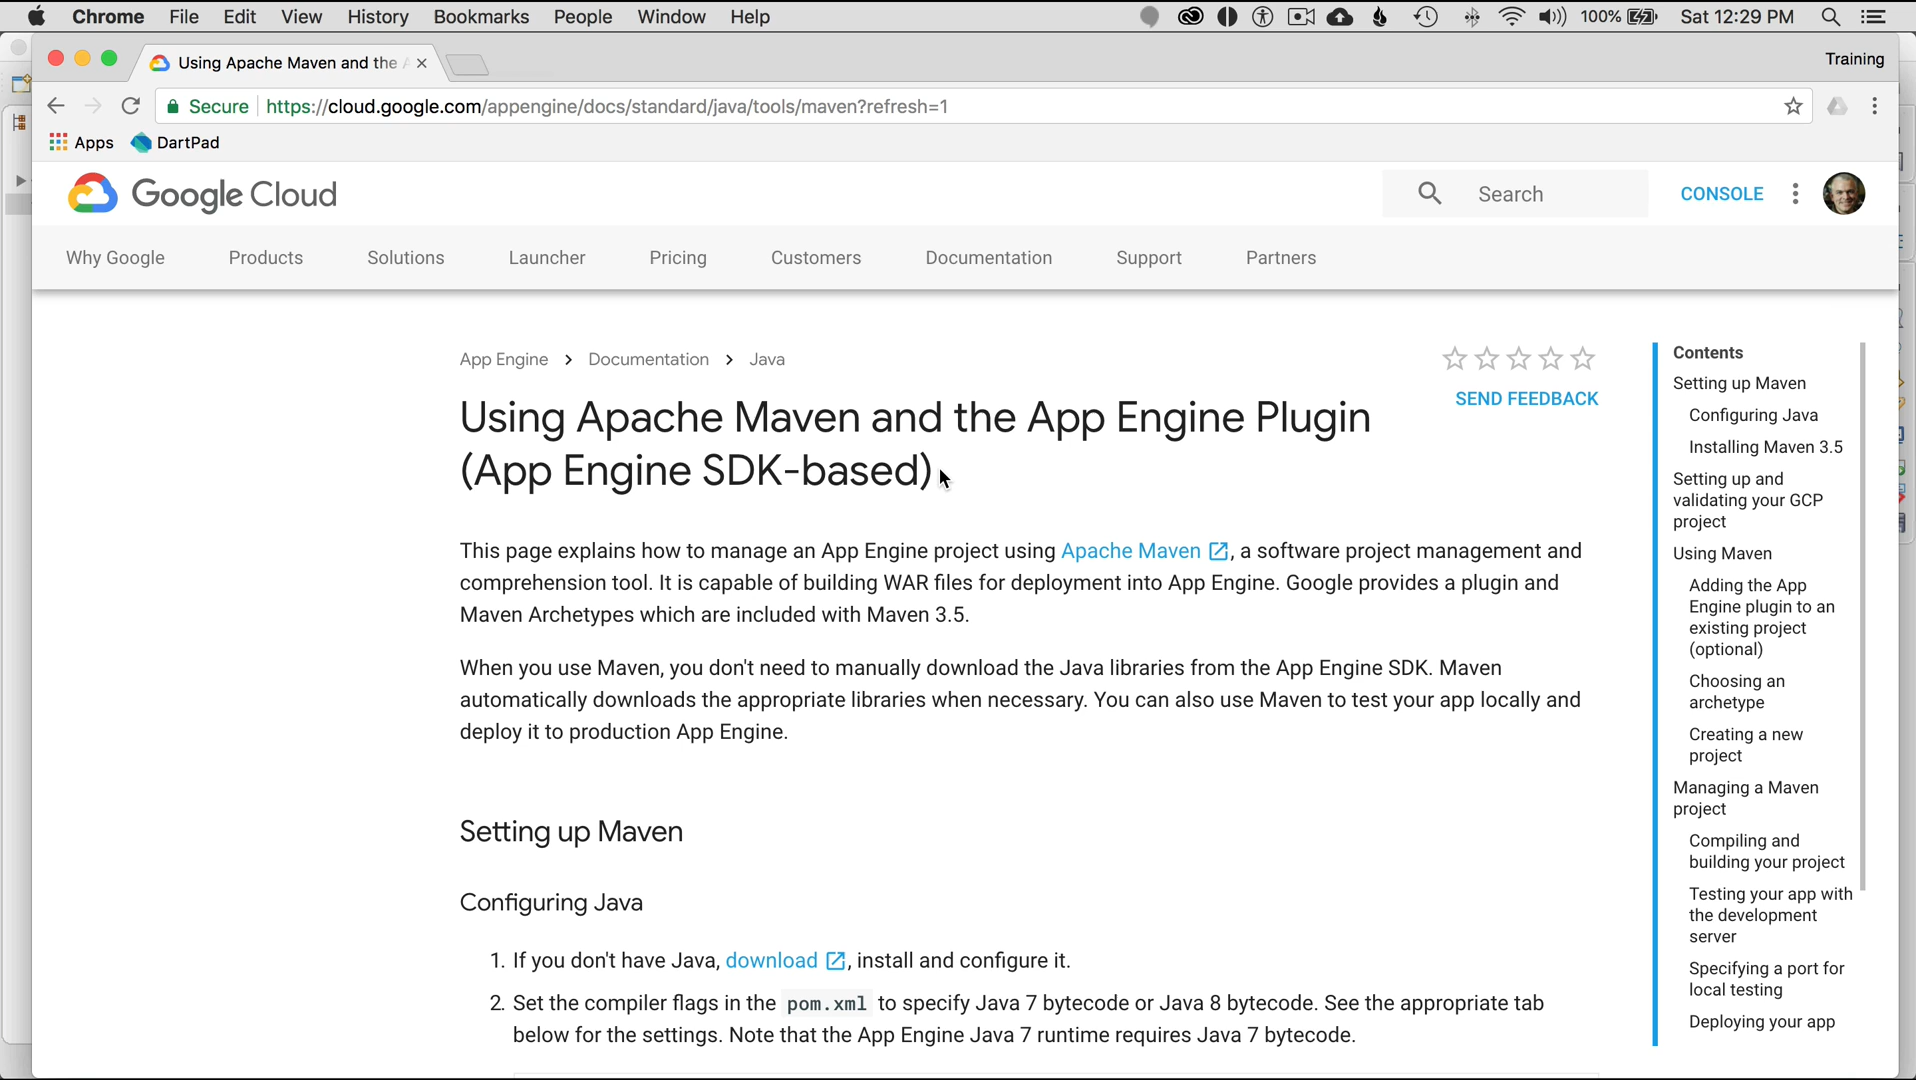 Chrome File Edit View History Bookmarks People Window Help 100% Sat 12:29 PM
Using Apache Maven and the A Training
Secure https://cloud.google.com/appengine/docs/standard/java/tools/maven?refresh=1
Apps DartPad
Google Cloud Search CONSOLE
Why Google Products Solutions Launcher Pricing Customers Documentation Support Partners
App Engine > Documentation > Java
SEND FEEDBACK
Using Apache Maven and the App Engine Plugin
(App Engine SDK-based)
This page explains how to manage an App Engine project using Apache Maven , a software project management and
comprehension tool. It is capable of building WAR files for deployment into App Engine. Google provides a plugin and
Maven Archetypes which are included with Maven 3.5.
When you use Maven, you don't need to manually download the Java libraries from the App Engine SDK. Maven
automatically downloads the appropriate libraries when necessary. You can also use Maven to test your app locally and
deploy it to production App Engine.
Setting up Maven
Configuring Java
1. If you don't have Java, download , install and configure it.
2. Set the compiler flags in the pom.xml to specify Java 7 bytecode or Java 8 bytecode. See the appropriate tab
below for the settings. Note that the App Engine Java 7 runtime requires Java 7 bytecode.
Contents
Setting up Maven
Configuring Java
Installing Maven 3.5
Setting up and
validating your GCP
project
Using Maven
Adding the App
Engine plugin to an
existing project
(optional)
Choosing an
archetype
Creating a new
project
Managing a Maven
project
Compiling and
building your project
Testing your app with
the development
server
Specifying a port for
local testing
Deploying your app